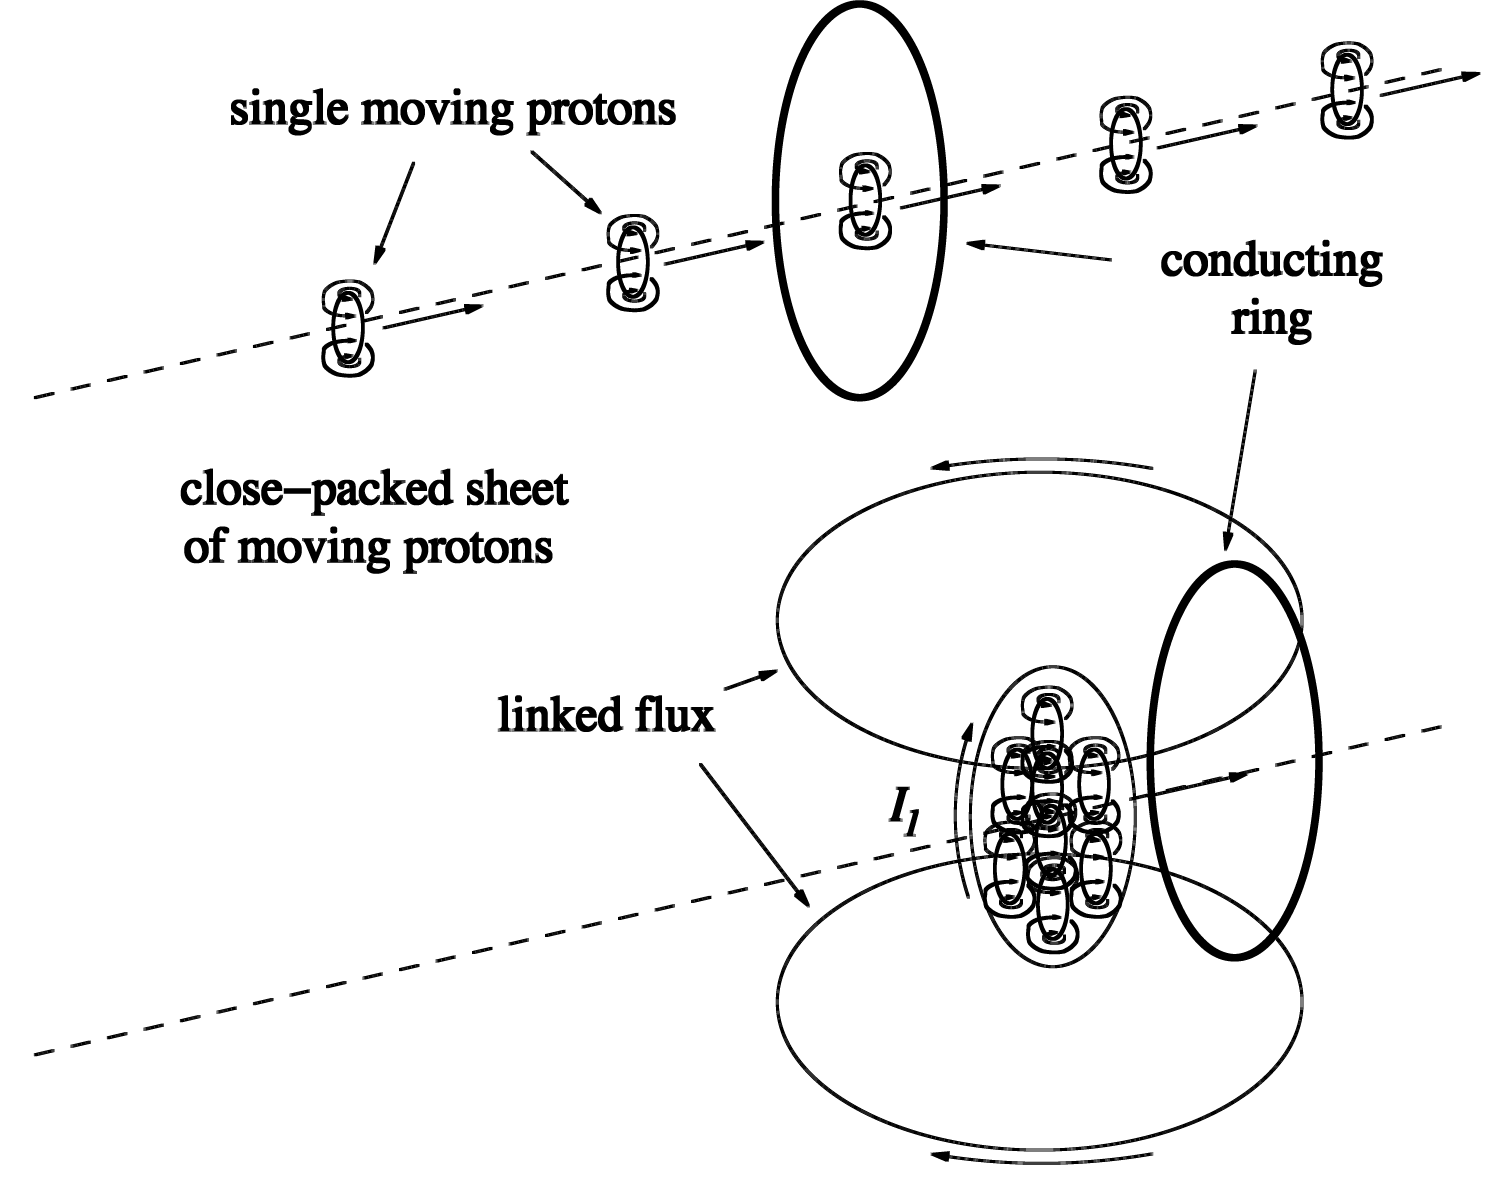 single moving protons
conducting
ring
close−packed sheet
of moving protons
linked flux
I1